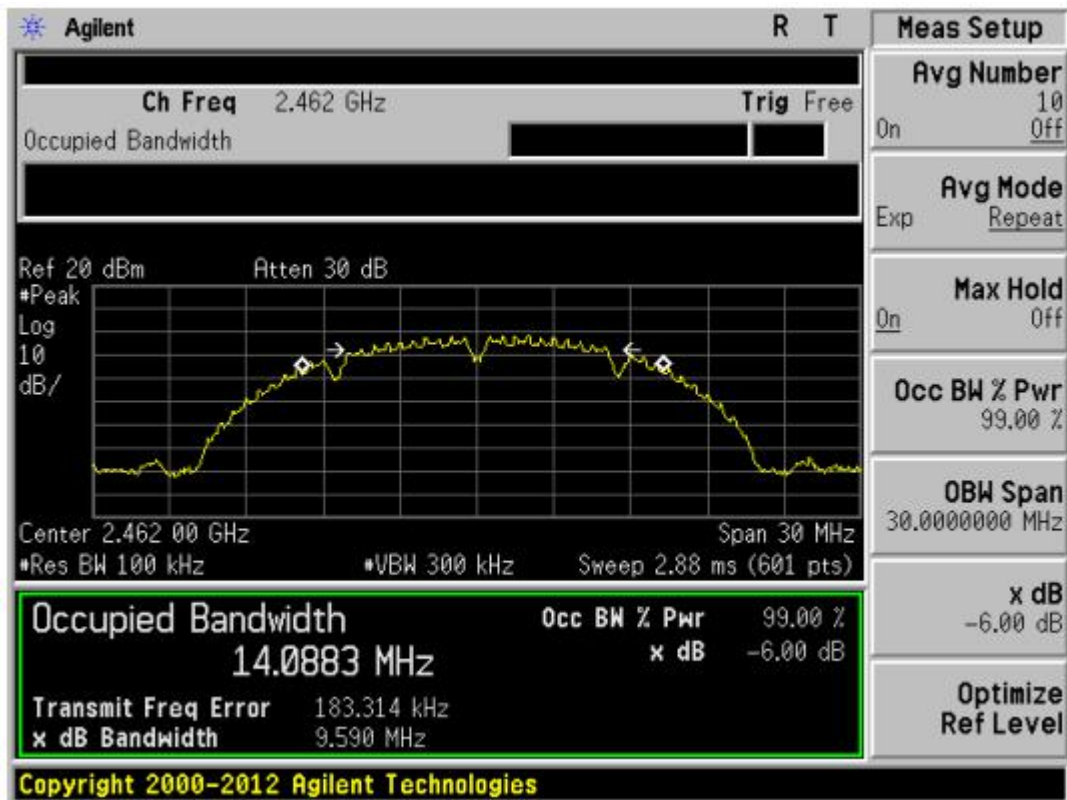 Agilent R T
Ch Freq 2.462 GHz Trig Free
Occupied Bandwidth
Ref 20 dBm Atten 30 dB
#Peak
Log
10
dB/
Center 2.462 00 GHz Span 30 MHz
#Res BW 100 kHz #VBW 300 kHz Sweep 2.88 ms (601 pts)
Occupied Bandwidth Occ BW % Pwr 99.00 %
14.0883 MHz x dB -6.00 dB
Transmit Freq Error 183.314 kHz
x dB Bandwidth 9.590 MHz
Copyright 2000-2012 Agilent Technologies
Meas Setup
Avg Number
10
On Off
Avg Mode
Exp Repeat
Max Hold
On Off
Occ BW % Pwr
99.00 %
OBW Span
30.0000000 MHz
x dB
-6.00 dB
Optimize
Ref Level